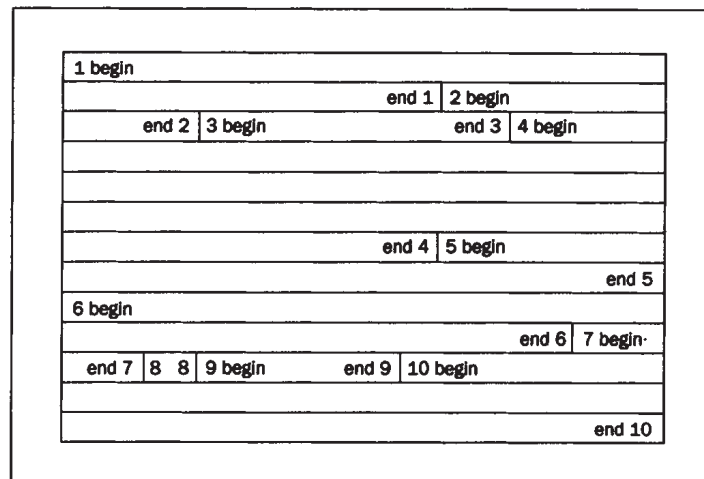 1 begin
end 1 2 begin
end 2 3 begin end 3 4 begin
end 4 5 begin
end 5
6 begin
end 6 7 begin
end 7 8 8 9 begin end 9 10 begin
end 10